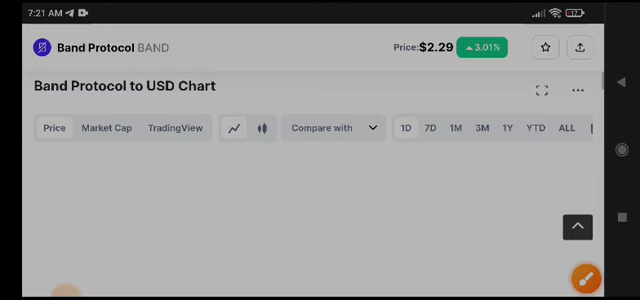 7:21 AM
17
Band Protocol BAND
Price: $2.29 3.01%
Band Protocol to USD Chart
Price Market Cap TradingView Compare with 1D 7D 1M 3M 1Y YTD ALL